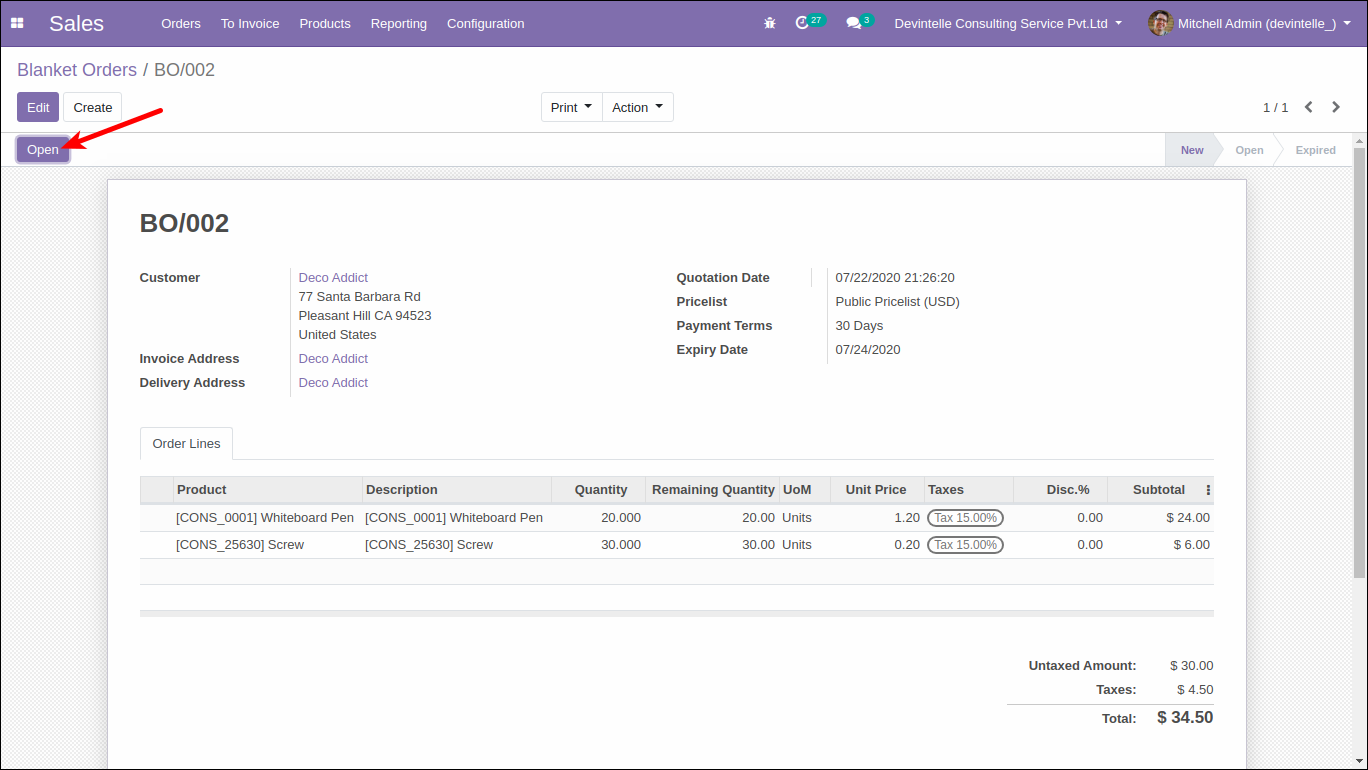 Sales Orders To Invoice Products Reporting Configuration 27 3 Devintelle Consulting Service Pvt.Ltd Mitchell Admin (devintelle_)
Blanket Orders / BO/002
Edit Create Print Action 1 / 1
Open New Open Expired
BO/002
Customer Deco Addict Quotation Date 07/22/2020 21:26:20
77 Santa Barbara Rd Pricelist Public Pricelist (USD)
Pleasant Hill CA 94523 Payment Terms 30 Days
United States Expiry Date 07/24/2020
Invoice Address Deco Addict
Delivery Address Deco Addict
Order Lines
Product Description Quantity Remaining Quantity UoM Unit Price Taxes Disc.% Subtotal
[CONS_0001] Whiteboard Pen [CONS_0001] Whiteboard Pen 20.000 20.00 Units 1.20 Tax 15.00% 0.00 $ 24.00
[CONS_25630] Screw [CONS_25630] Screw 30.000 30.00 Units 0.20 Tax 15.00% 0.00 $ 6.00
Untaxed Amount: $ 30.00
Taxes: $ 4.50
Total: $ 34.50